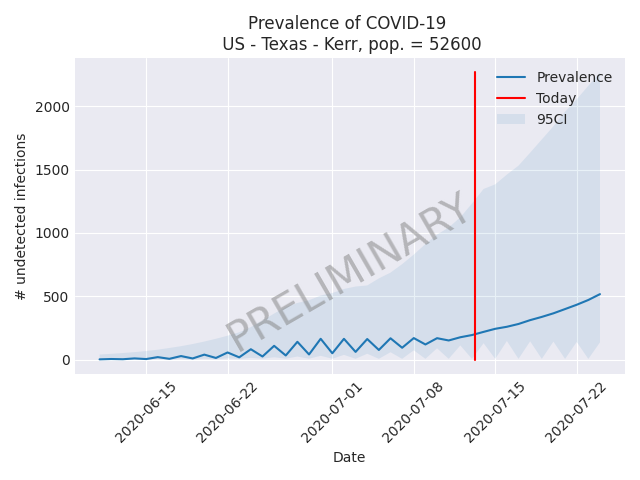 Prevalence of COVID-19
US - Texas - Kerr, pop. = 52600
Prevalence
Today
95CI
PRELIMINARY
# undetected infections
2000
1500
1000
500
0
2020-06-15
2020-06-22
2020-07-01
2020-07-08
2020-07-15
2020-07-22
Date